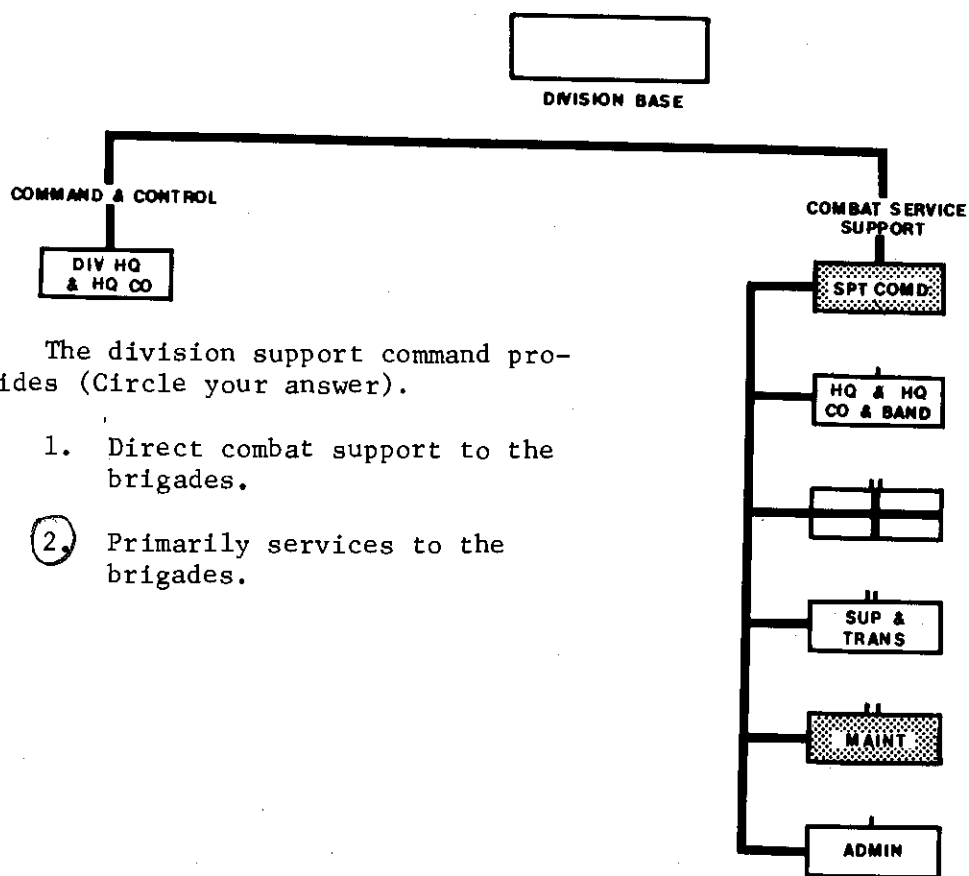 DIVISION BASE
COMMAND & CONTROL
DIV HQ
& HQ CO
COMBAT SERVICE
SUPPORT
SPT COMD
HQ & HQ
CO & BAND
SUP &
TRANS
MAINT
ADMIN
The division support command pro-
ides (Circle your answer).
1. Direct combat support to the
brigades.
2. Primarily services to the
brigades.